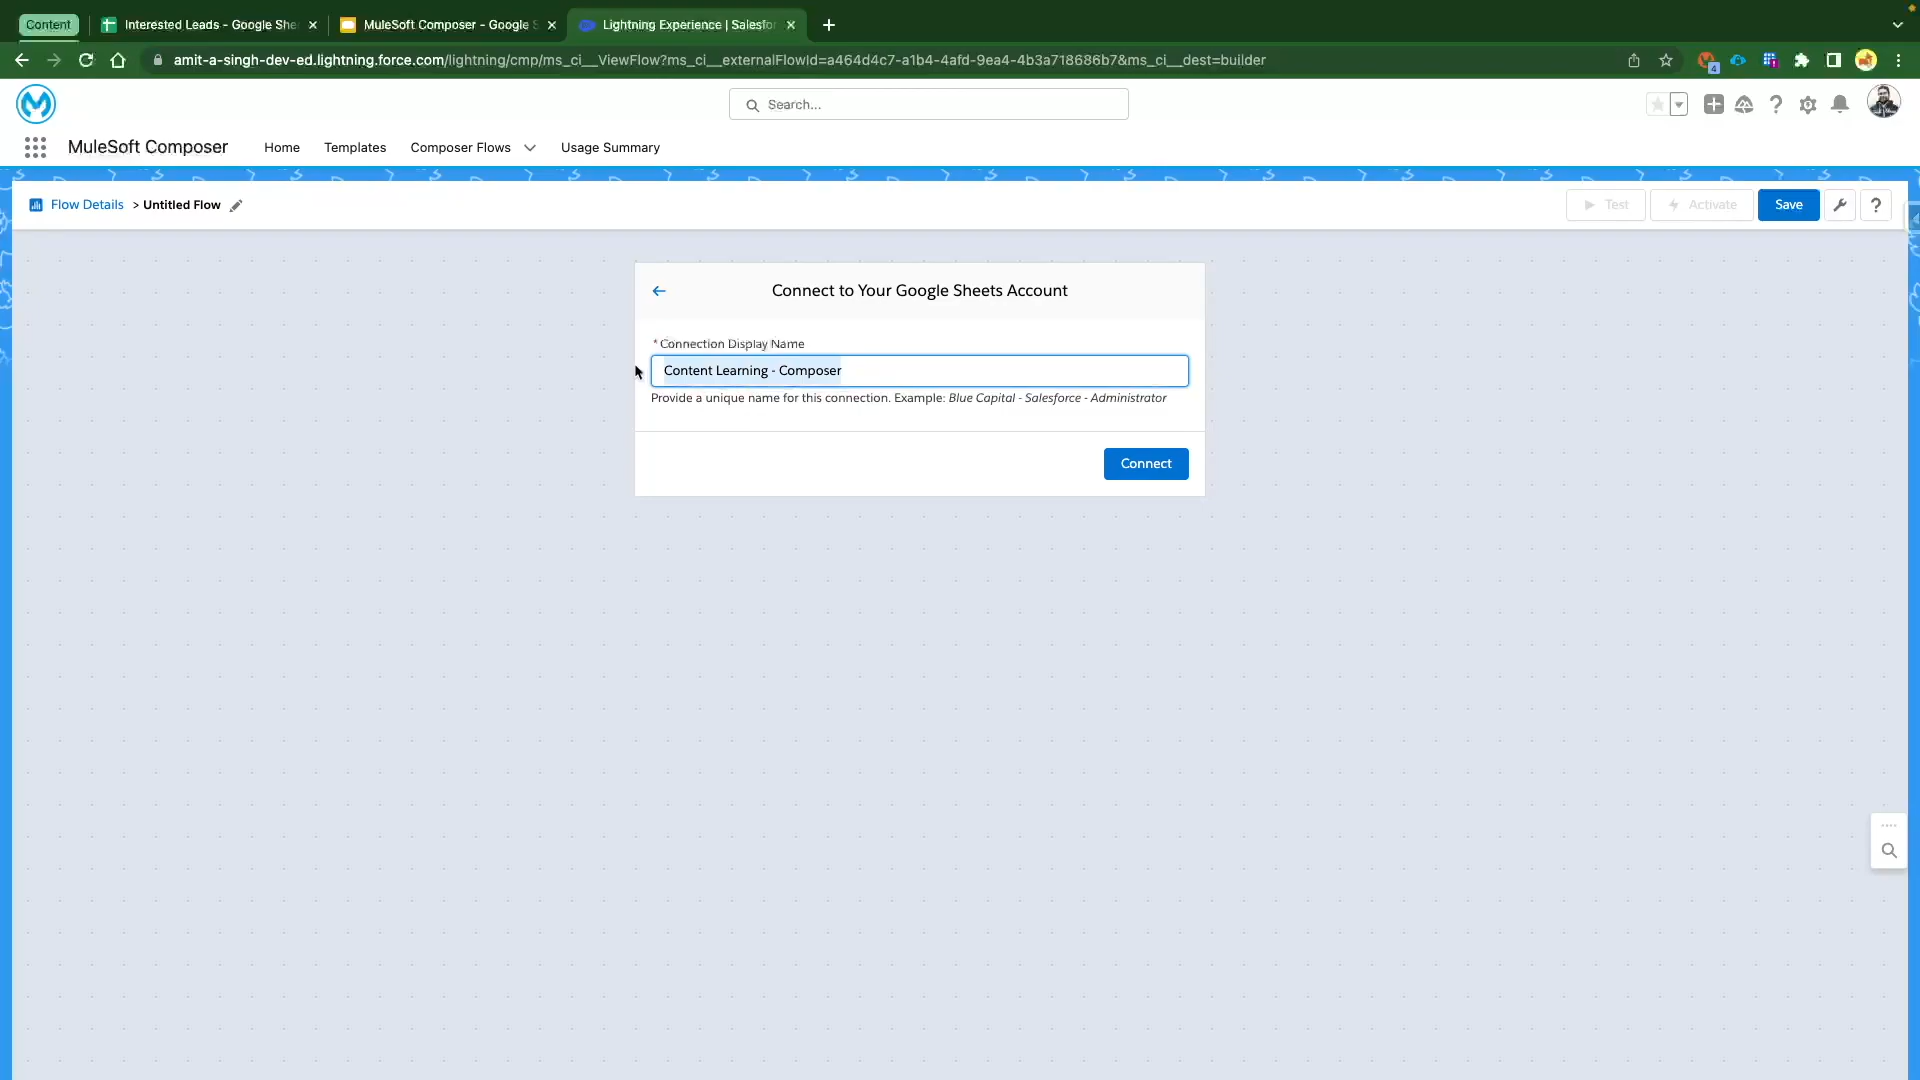 Content
Interested Leads - Google She
MuleSoft Composer - Google S
Lightning Experience | Salesfor
amit-a-singh-dev-ed.lightning.force.com/lightning/cmp/ms_ci__ViewFlow?ms_ci__externalFlowId=a464d4c7-a1b4-4afd-9ea4-4b3a718686b7&ms_ci__dest=builder
4
Search...
MuleSoft Composer
Home
Templates
Composer Flows
Usage Summary
Flow Details > Untitled Flow
Test
Activate
Save
?
Connect to Your Google Sheets Account
* Connection Display Name
Content Learning - Composer
Provide a unique name for this connection. Example: Blue Capital - Salesforce - Administrator
Connect